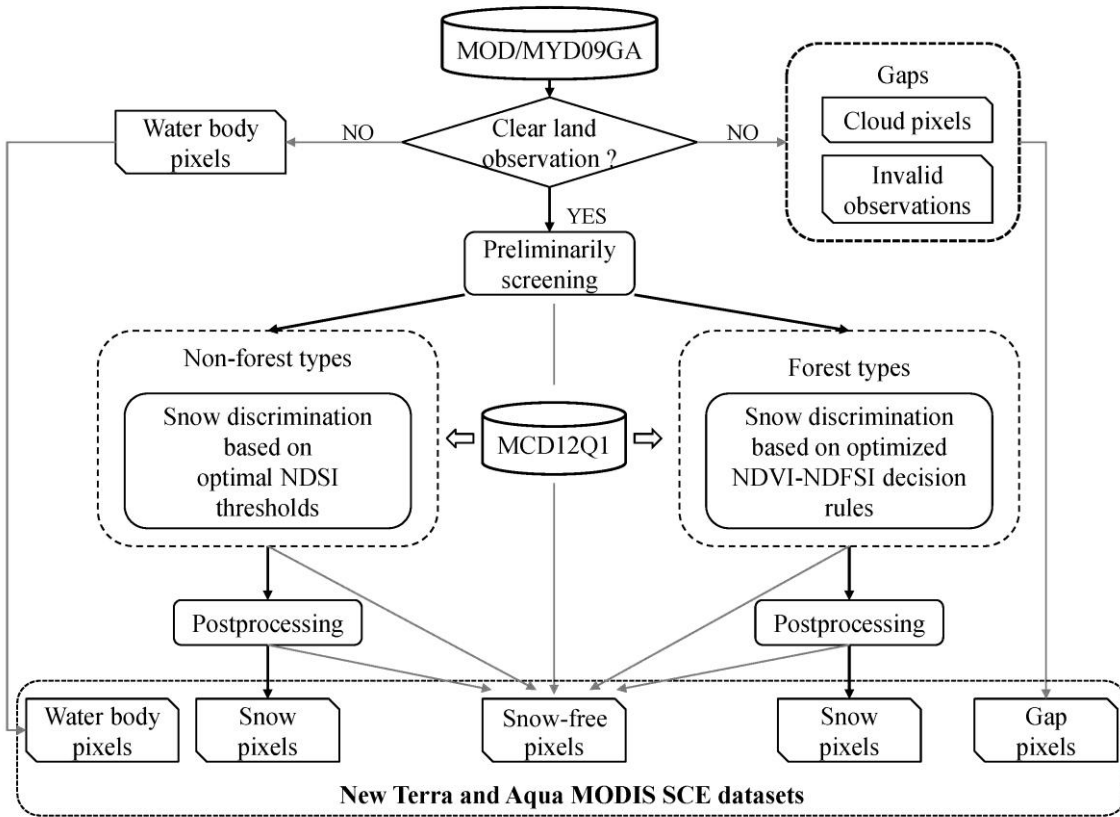 MOD/MYD09GA
Gaps
Cloud pixels
Invalid
observations
Water body
pixels
NO
Clear land
observation ?
NO
YES
Preliminarily
screening
Non-forest types
Snow discrimination
based on
optimal NDSI
thresholds
MCD12Q1
Forest types
Snow discrimination
based on optimized
NDVI-NDFSI decision
rules
Postprocessing
Postprocessing
Water body
pixels
Snow
pixels
Snow-free
pixels
Snow
pixels
Gap
pixels
New Terra and Aqua MODIS SCE datasets